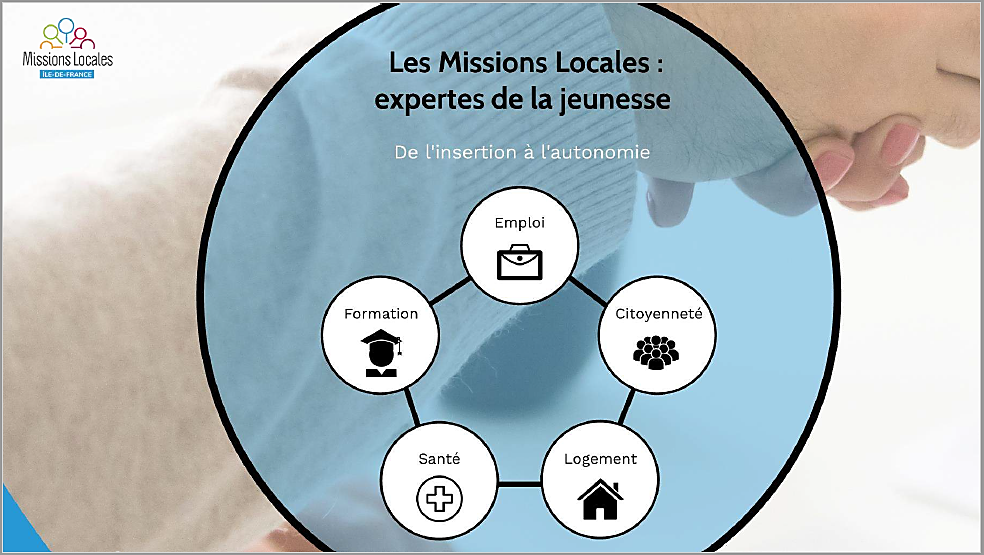 Missions Locales
ÎLE-DE-FRANCE
Les Missions Locales :
expertes de la jeunesse
De l'insertion à l'autonomie
Emploi
Formation
Citoyenneté
Santé
Logement